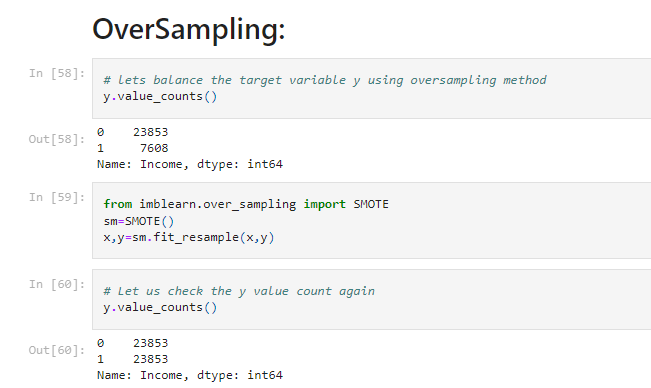 OverSampling:
In [58]:
# lets balance the target variable y using oversampling method
y.value_counts()
Out[58]:
0    23853
1     7608
Name: Income, dtype: int64
In [59]:
from imblearn.over_sampling import SMOTE
sm=SMOTE()
x,y=sm.fit_resample(x,y)
In [60]:
# Let us check the y value count again
y.value_counts()
Out[60]:
0    23853
1    23853
Name: Income, dtype: int64